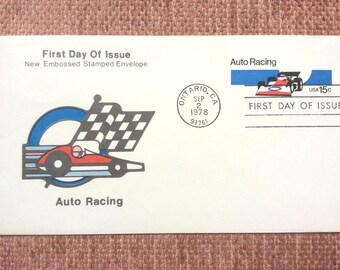 First Day Of Issue
New Embossed Stamped Envelope
Auto Racing
ONTARIO, CA
SEP
2
1978
91761
Auto Racing
USA 15c
FIRST DAY OF ISSUE